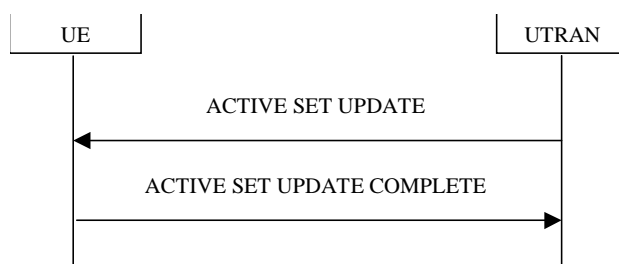 UE
UTRAN
ACTIVE SET UPDATE
ACTIVE SET UPDATE COMPLETE